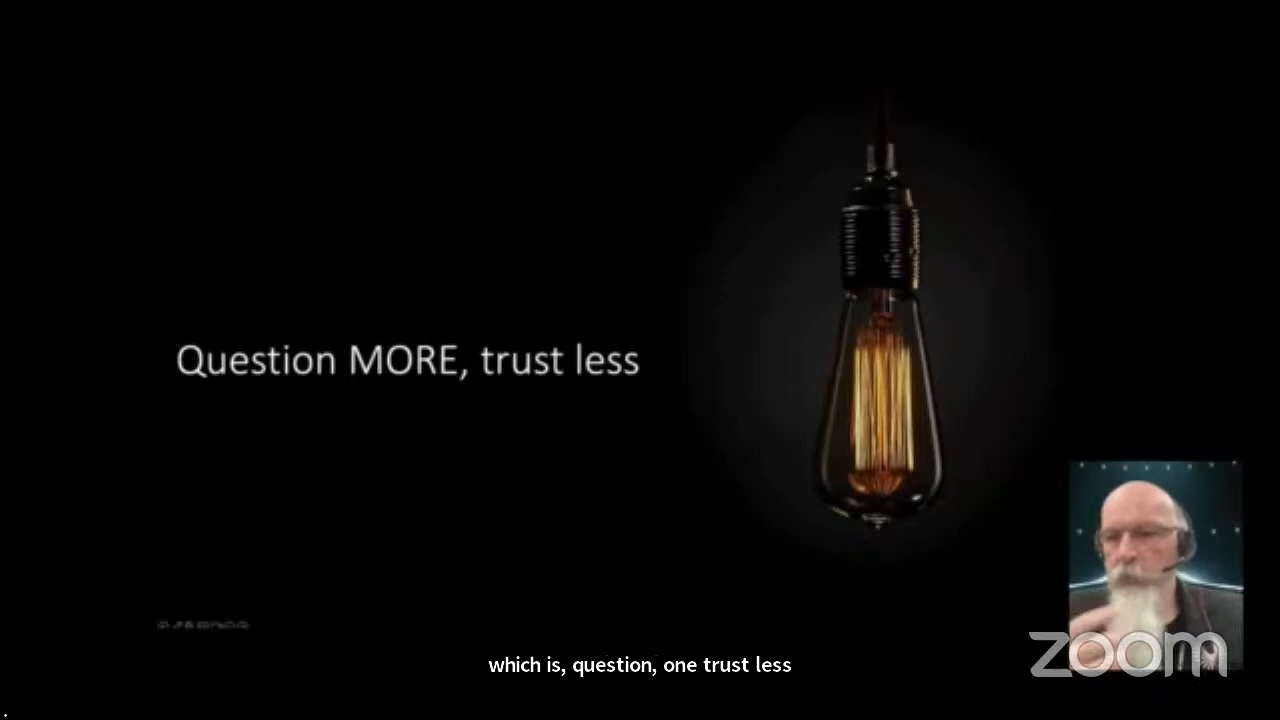 Question MORE, trust less
which is, question, one trust less
zoom